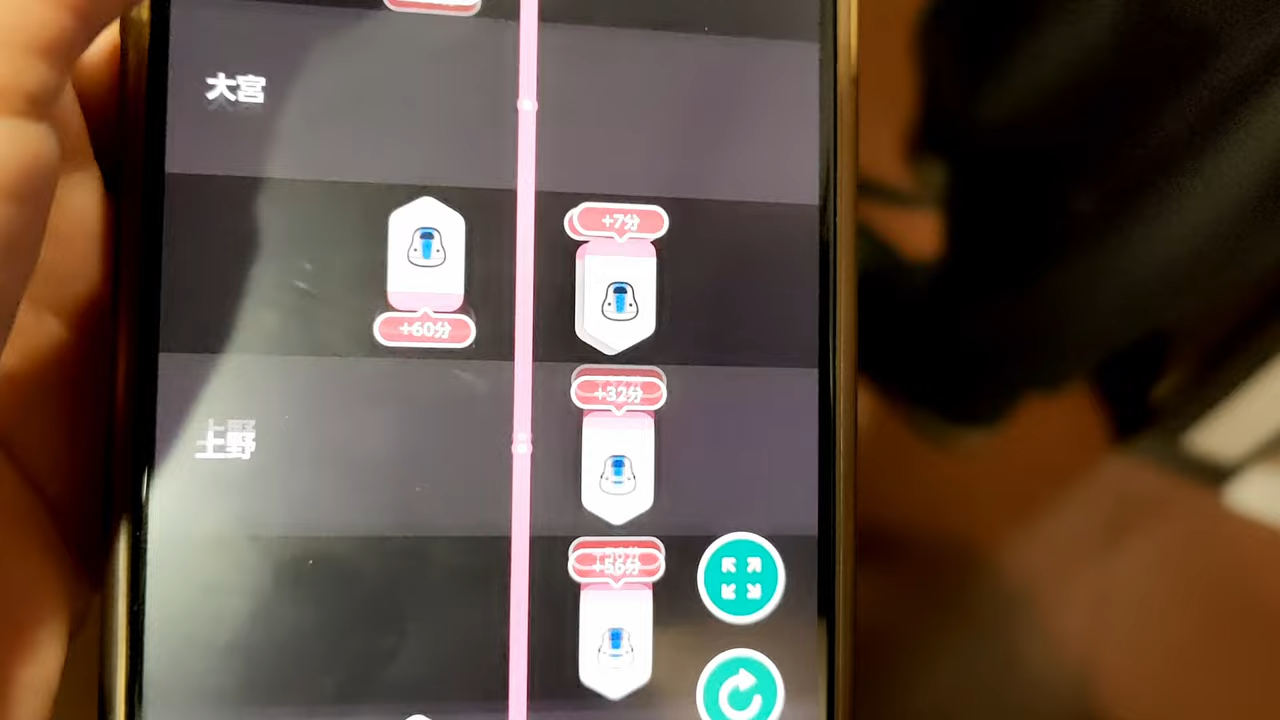 大宮
+7分
+60分
+32分
上野
+56分